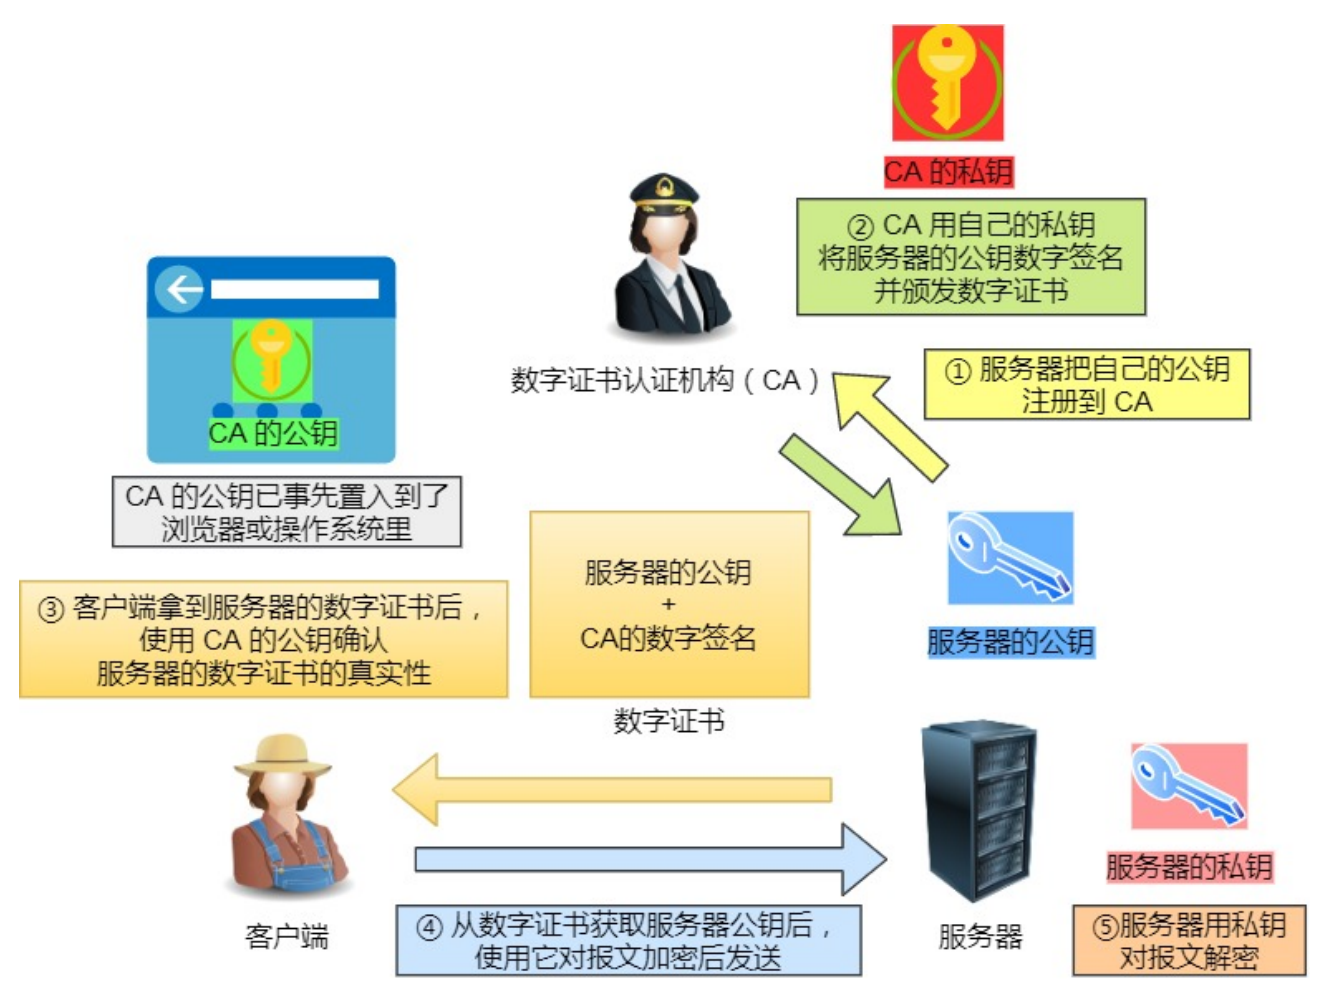 CA 的私钥
② CA 用自己的私钥
将服务器的公钥数字签名
并颁发数字证书
数字证书认证机构（CA）
① 服务器把自己的公钥
注册到 CA
CA 的公钥
CA 的公钥已事先置入到了
浏览器或操作系统里
③ 客户端拿到服务器的数字证书后，
使用 CA 的公钥确认
服务器的数字证书的真实性
服务器的公钥
+
CA的数字签名
数字证书
服务器的公钥
服务器的私钥
客户端
④ 从数字证书获取服务器公钥后，
使用它对报文加密后发送
服务器
⑤服务器用私钥
对报文解密